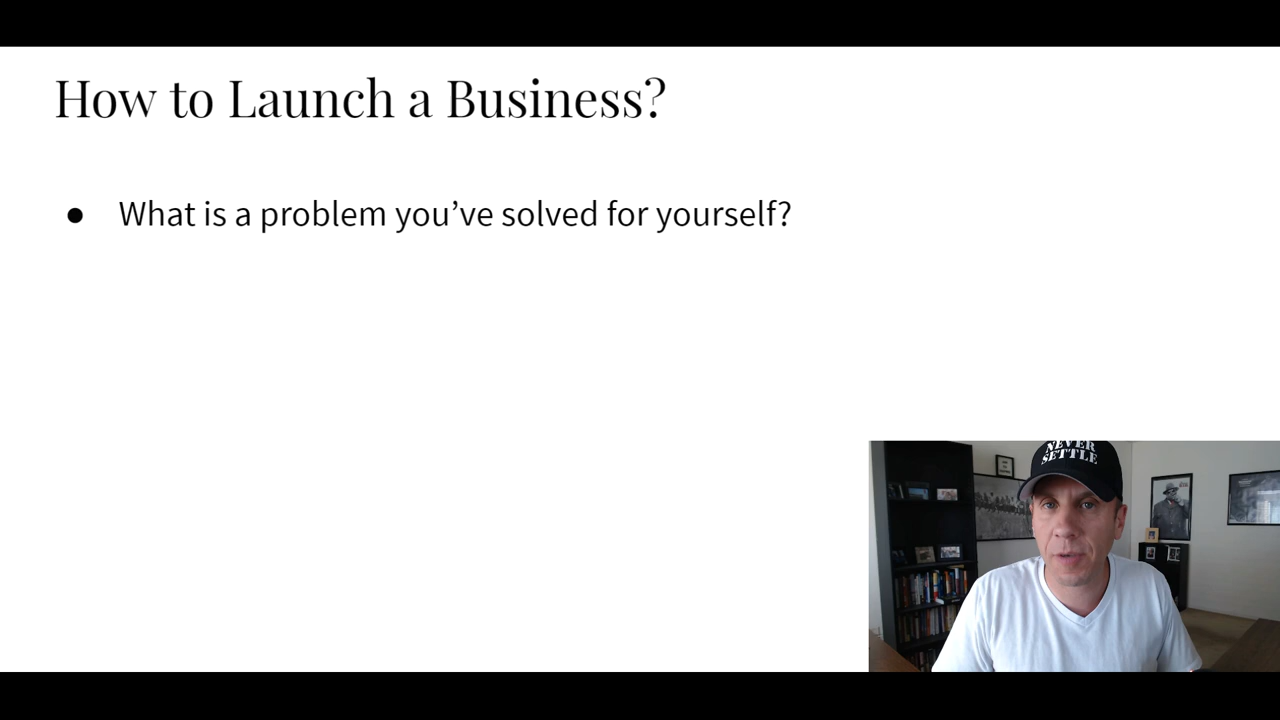 How to Launch a Business?
● What is a problem you’ve solved for yourself?
NEVER
SETTLE